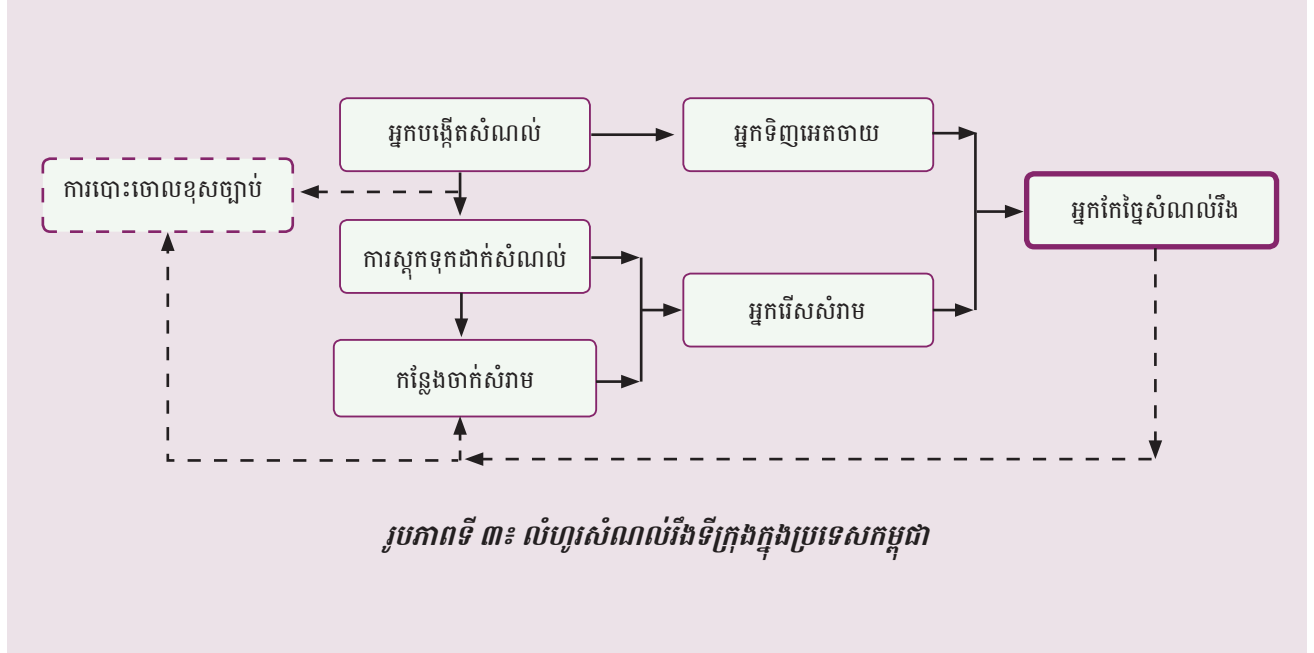 អ្នកបង្កើតសំណល់
អ្នកទិញអេតចាយ
ការបោះចោលខុសច្បាប់
អ្នកកែច្នៃសំណល់រឹង
ការស្តុកទុកដាក់សំណល់
អ្នករើសសំរាម
កន្លែងចាក់សំរាម
រូបភាពទី ៣៖ លំហូរសំណល់រឹងទីក្រុងក្នុងប្រទេសកម្ពុជា